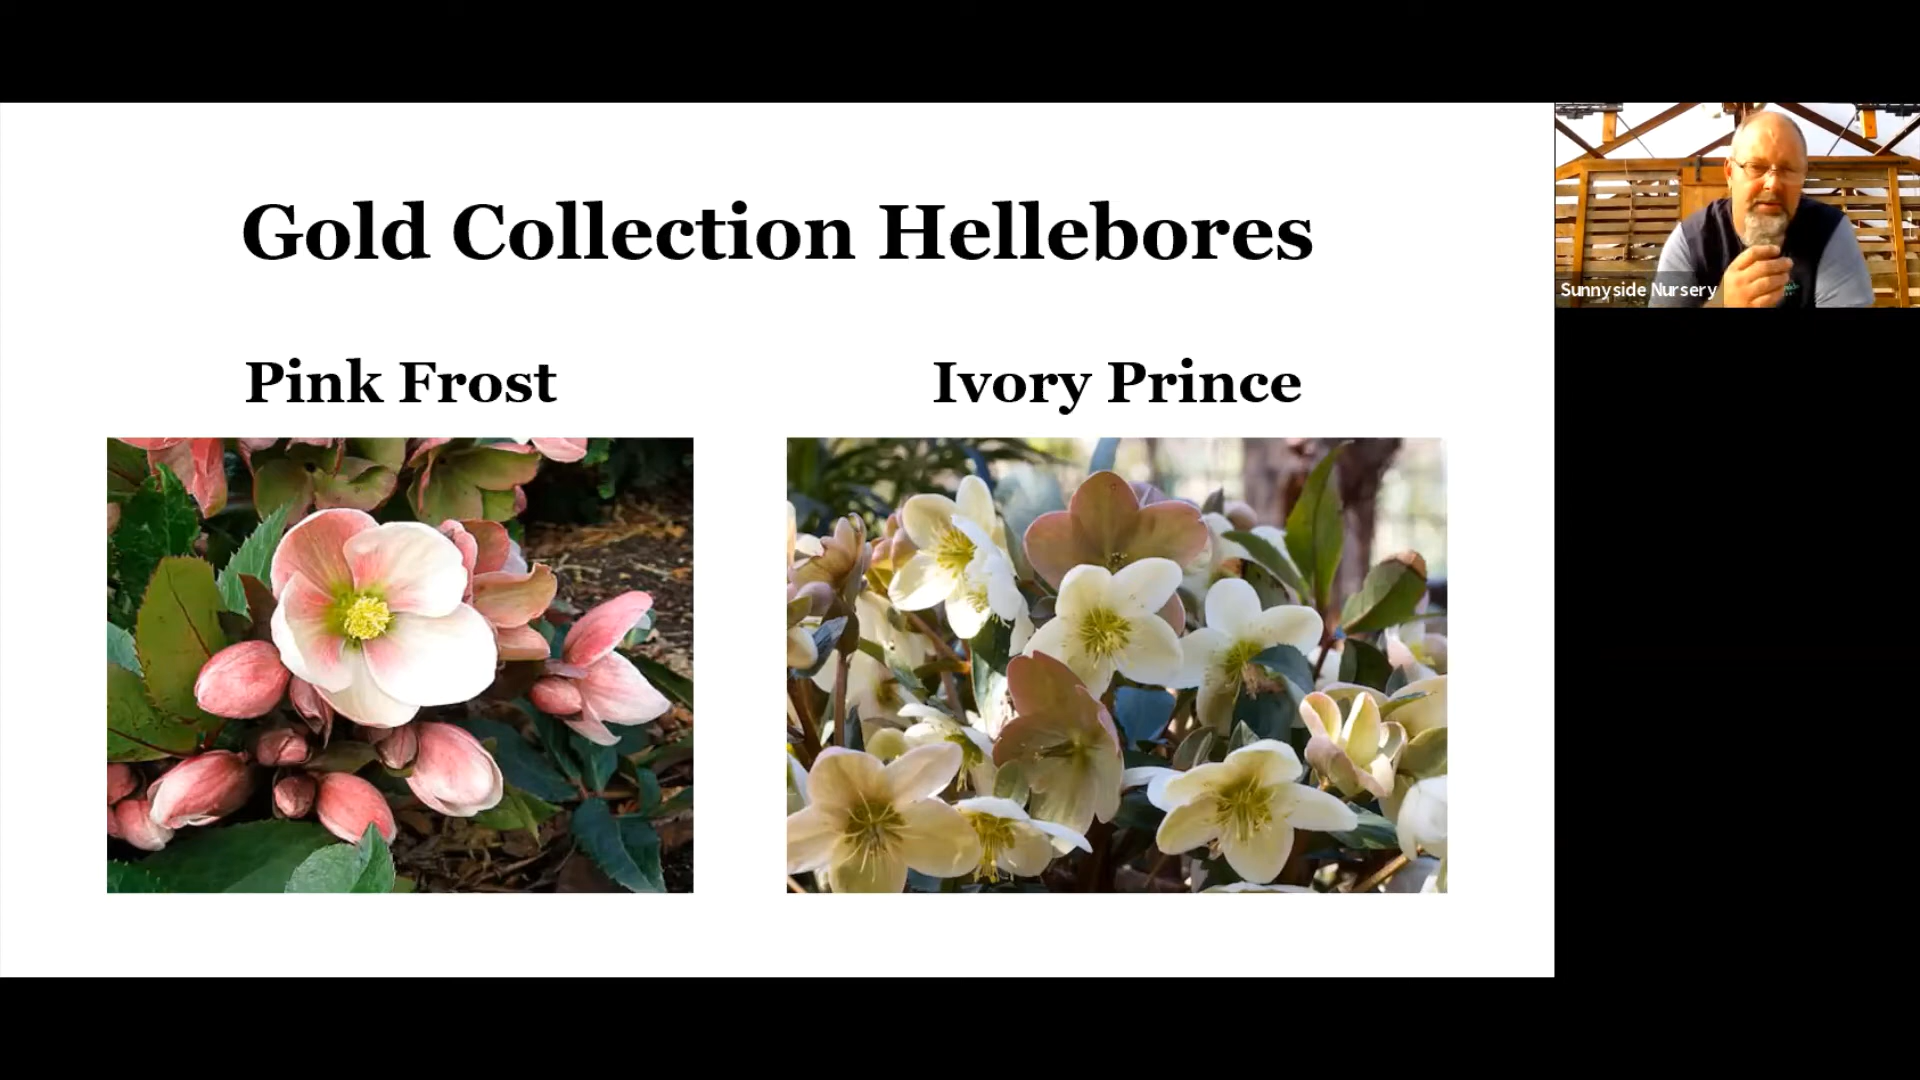 Gold Collection Hellebores
Pink Frost
Ivory Prince
Sunnyside Nursery